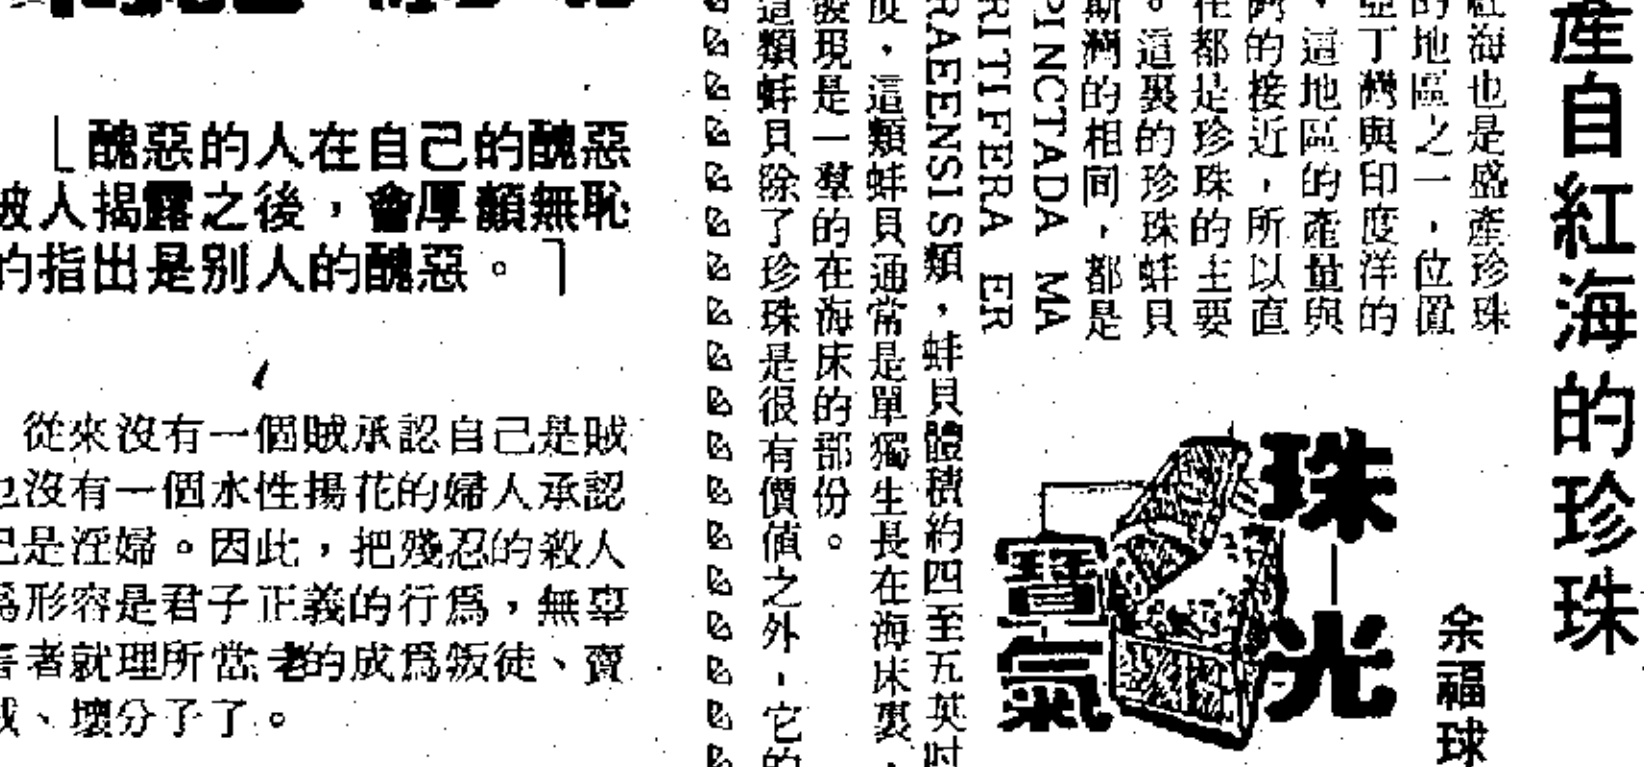 產自紅海的珍珠
余福球
珠光
寶氣
紅海也是盛產珍珠
的地區之一，位置
亞丁灣與印度洋的
，這地區的產量與
灣的接近，所以直
在都是珍珠的主要
。這裏的珍珠蚌貝
斯灣的相同，都是
PINCTADA MA
RITIFERA ER
RAEENSIS類，蚌貝體積約四至五英吋
度，這類蚌貝通常是單獨生長在海床裏，
發現是一羣的在海床的部份。
這類蚌貝除了珍珠是很有價值之外，它的
「醜惡的人在自己的醜惡
被人揭露之後，會厚顏無恥
的指出是別人的醜惡。」
從來沒有一個賊承認自己是賊
也沒有一個水性揚花的婦人承認
己是淫婦。因此，把殘忍的殺人
爲形容是君子正義的行爲，無辜
害者就理所當老的成爲叛徒、賣
賊、壞分子了。